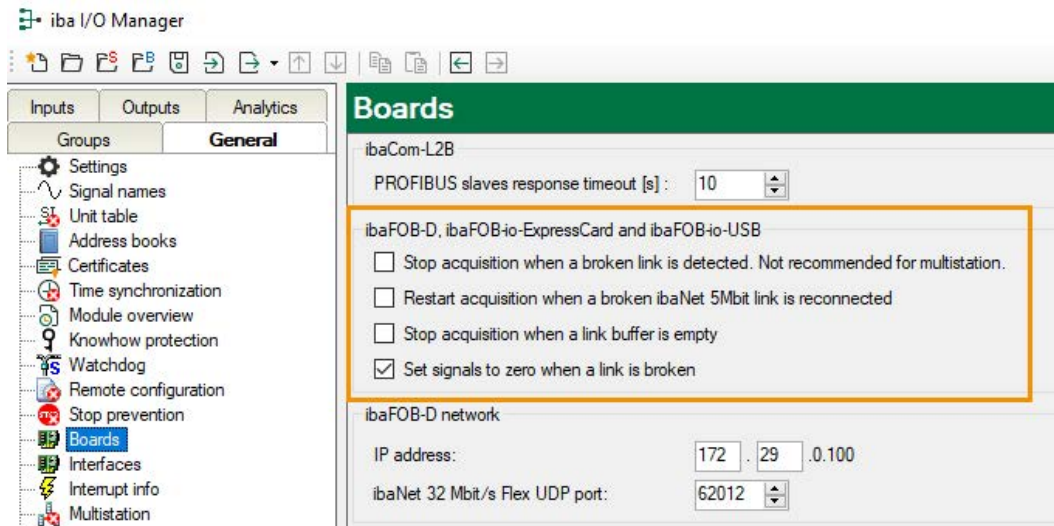 iba I/O Manager
Inputs Outputs Analytics
Groups General
Settings
Signal names
Unit table
Address books
Certificates
Time synchronization
Module overview
Knowhow protection
Watchdog
Remote configuration
Stop prevention
Boards
Interfaces
Interrupt info
Multistation
Boards
ibaCom-L2B
PROFIBUS slaves response timeout [s] : 10
ibaFOB-D, ibaFOB-io-ExpressCard and ibaFOB-io-USB
Stop acquisition when a broken link is detected. Not recommended for multistation.
Restart acquisition when a broken ibaNet 5Mbit link is reconnected
Stop acquisition when a link buffer is empty
Set signals to zero when a link is broken
ibaFOB-D network
IP address: 172 . 29 .0.100
ibaNet 32 Mbit/s Flex UDP port: 62012